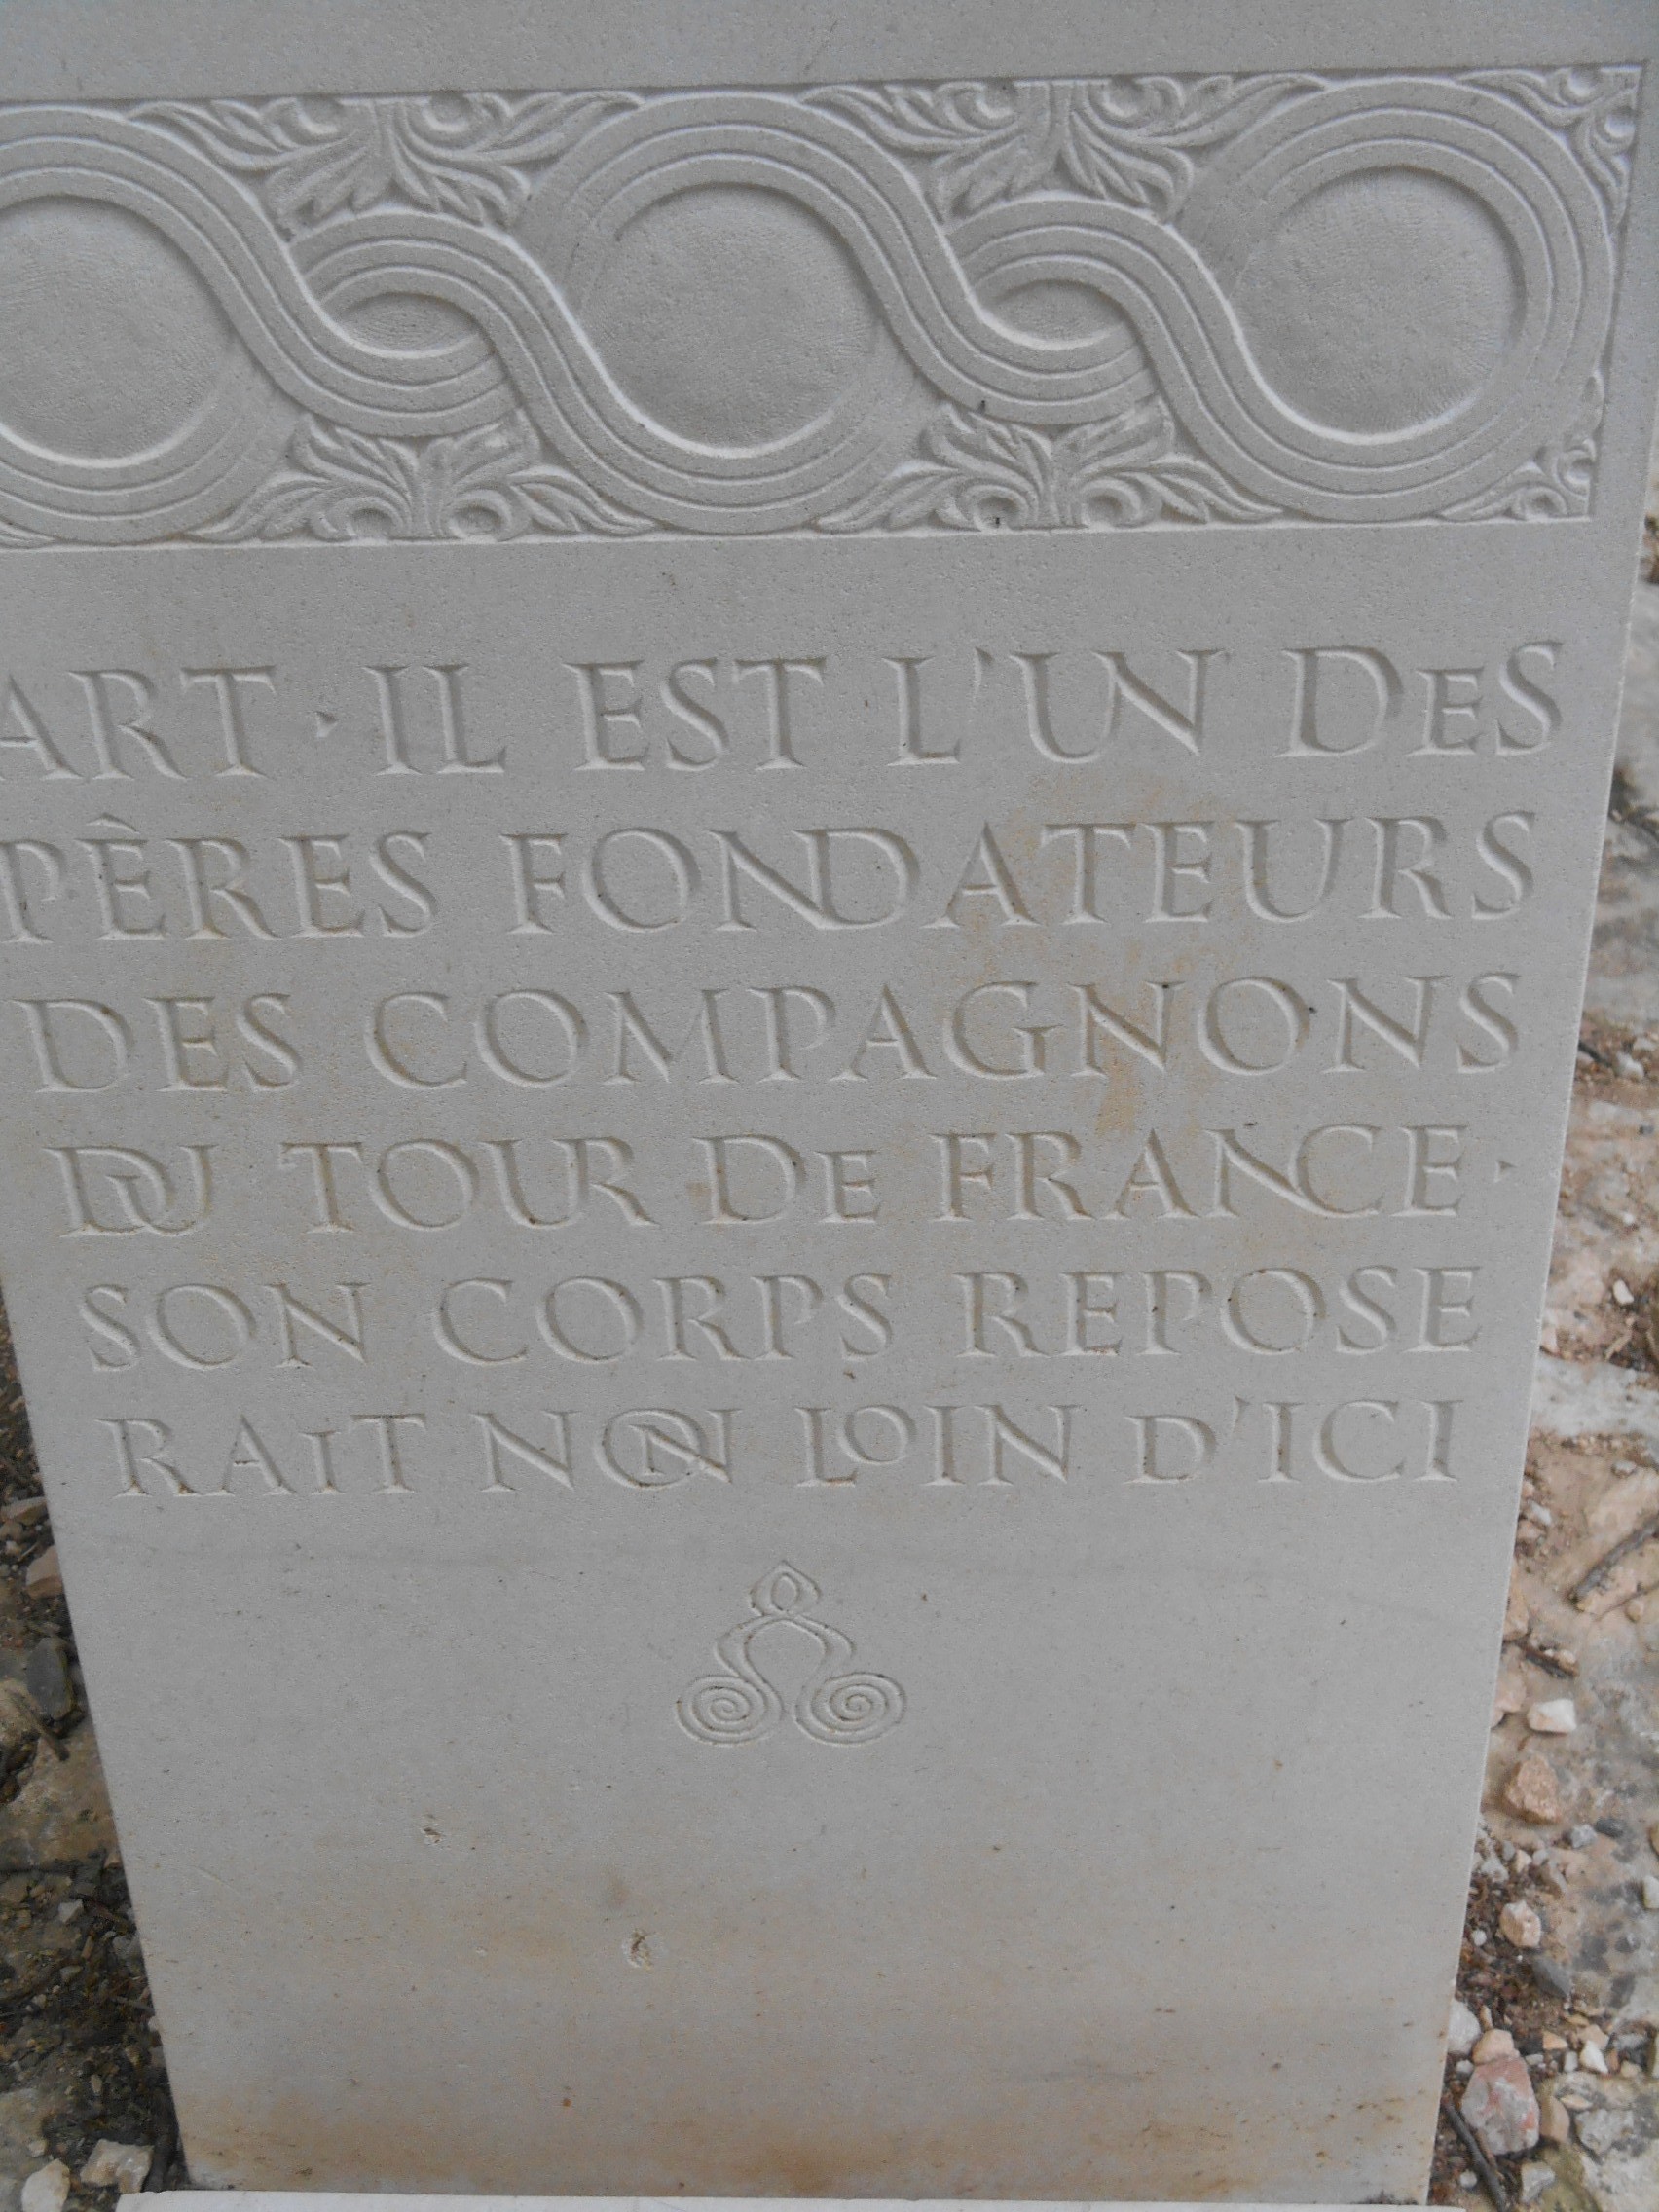 ART · IL EST L'UN DES
PÊRES FONDATEURS
DES COMPAGNONS
DU TOUR DE FRANCE ·
SON CORPS REPOSE
RAIT NON LOIN D'ICI